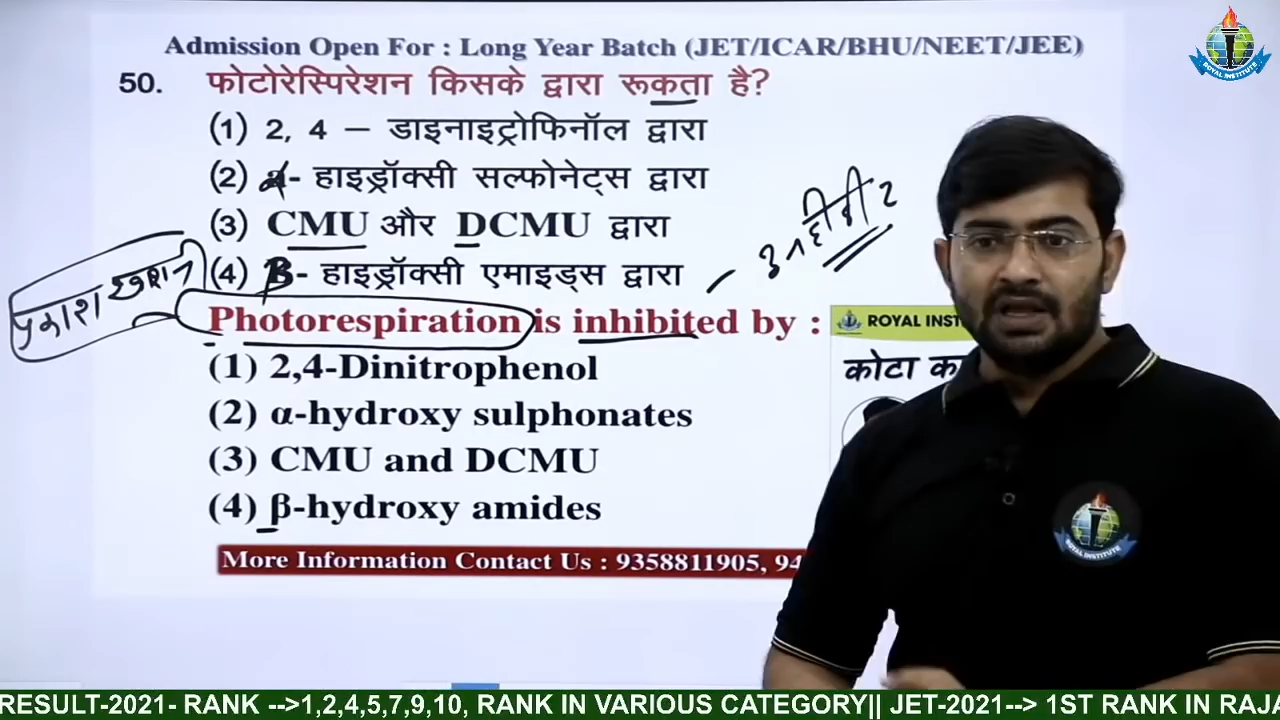 Admission Open For : Long Year Batch (JET/ICAR/BHU/NEET/JEE)
50. फोटोरेस्पिरेशन किसके द्वारा रूकता है?
(1) 2, 4 – डाइनाइट्रोफिनॉल द्वारा
(2) - हाइड्रॉक्सी सल्फोनेट्स द्वारा
(3) CMU और DCMU द्वारा
(4) B- हाइड्रॉक्सी एमाइड्स द्वारा
Photorespiration is inhibited by :
(1) 2,4-Dinitrophenol
(2) α-hydroxy sulphonates
(3) CMU and DCMU
(4) β-hydroxy amides
ROYAL INST
कोटा क
More Information Contact Us : 9358811905, 94
ROYAL INSTITUTE
ROYAL INSTITUTE
RESULT-2021- RANK -->1,2,4,5,7,9,10, RANK IN VARIOUS CATEGORY|| JET-2021--> 1ST RANK IN RAJA